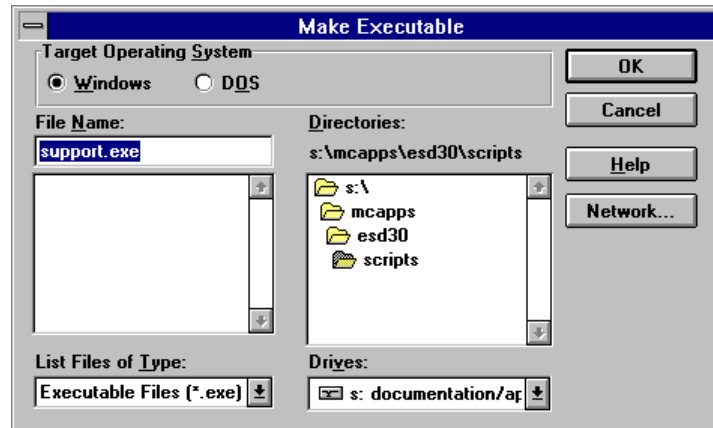 Make Executable
Target Operating System
Windows
DOS
OK
Cancel
Help
Network...
File Name:
support.exe
Directories:
s:\mcapps\esd30\scripts
s:\
mcapps
esd30
scripts
List Files of Type:
Executable Files (*.exe)
Drives:
s: documentation/ap